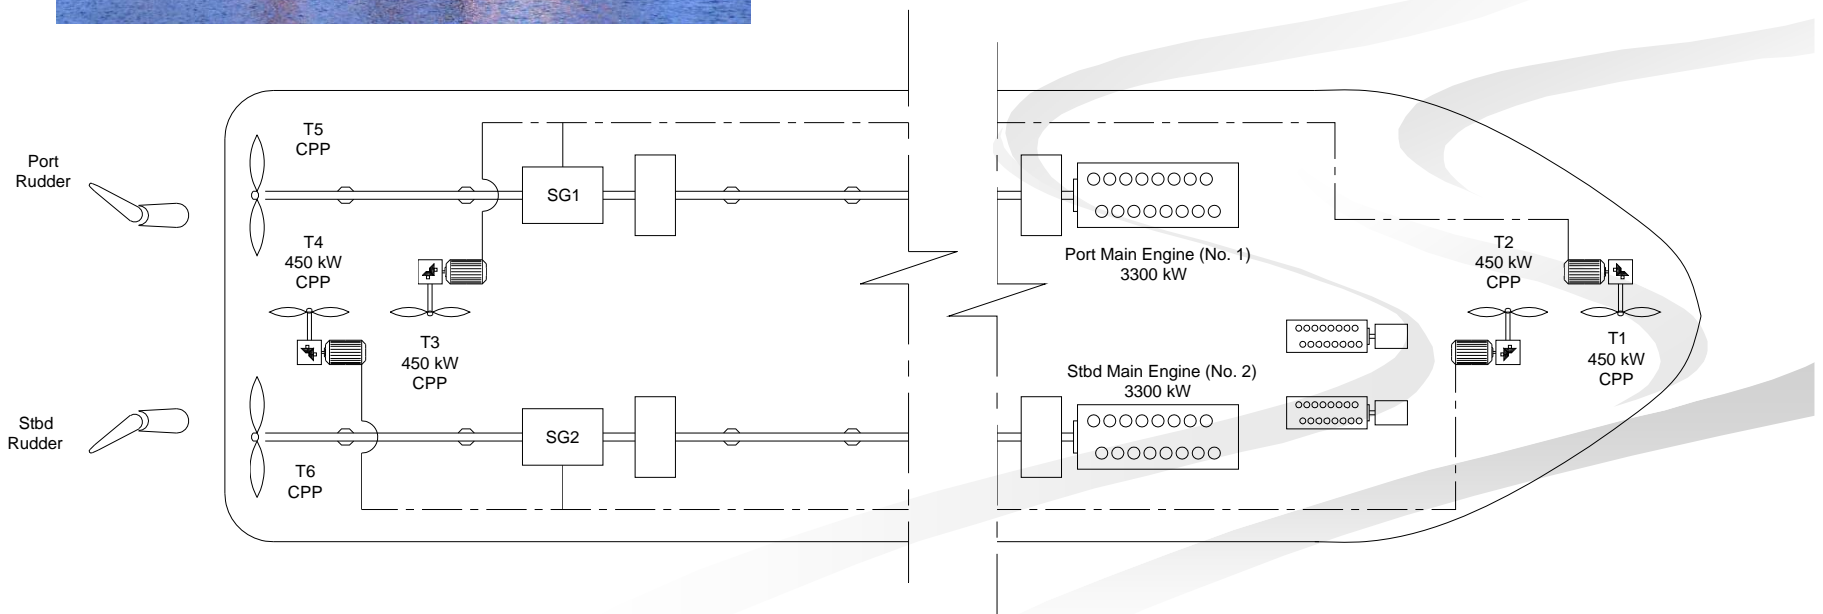 T5
CPP
Port
Rudder
SG1
T4
450 kW
CPP
Port Main Engine (No. 1)
3300 kW
T2
450 kW
CPP
T3
450 kW
CPP
T1
450 kW
CPP
Stbd Main Engine (No. 2)
3300 kW
Stbd
Rudder
SG2
T6
CPP